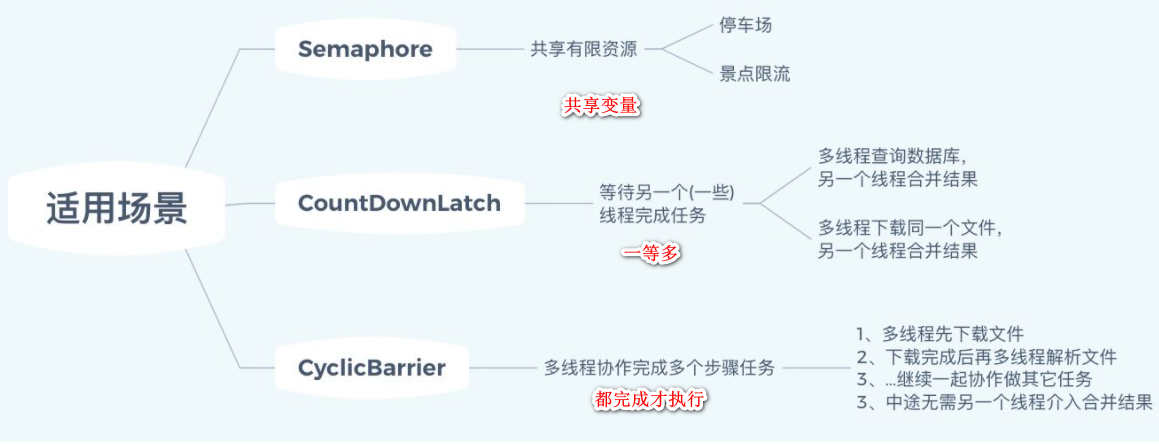 适用场景
Semaphore
共享有限资源
停车场
景点限流
共享变量
CountDownLatch
等待另一个(一些)
线程完成任务
多线程查询数据库，
另一个线程合并结果
多线程下载同一个文件，
另一个线程合并结果
一等多
CyclicBarrier
多线程协作完成多个步骤任务
都完成才执行
1、多线程先下载文件
2、下载完成后再多线程解析文件
3、...继续一起协作做其它任务
3、中途无需另一个线程介入合并结果